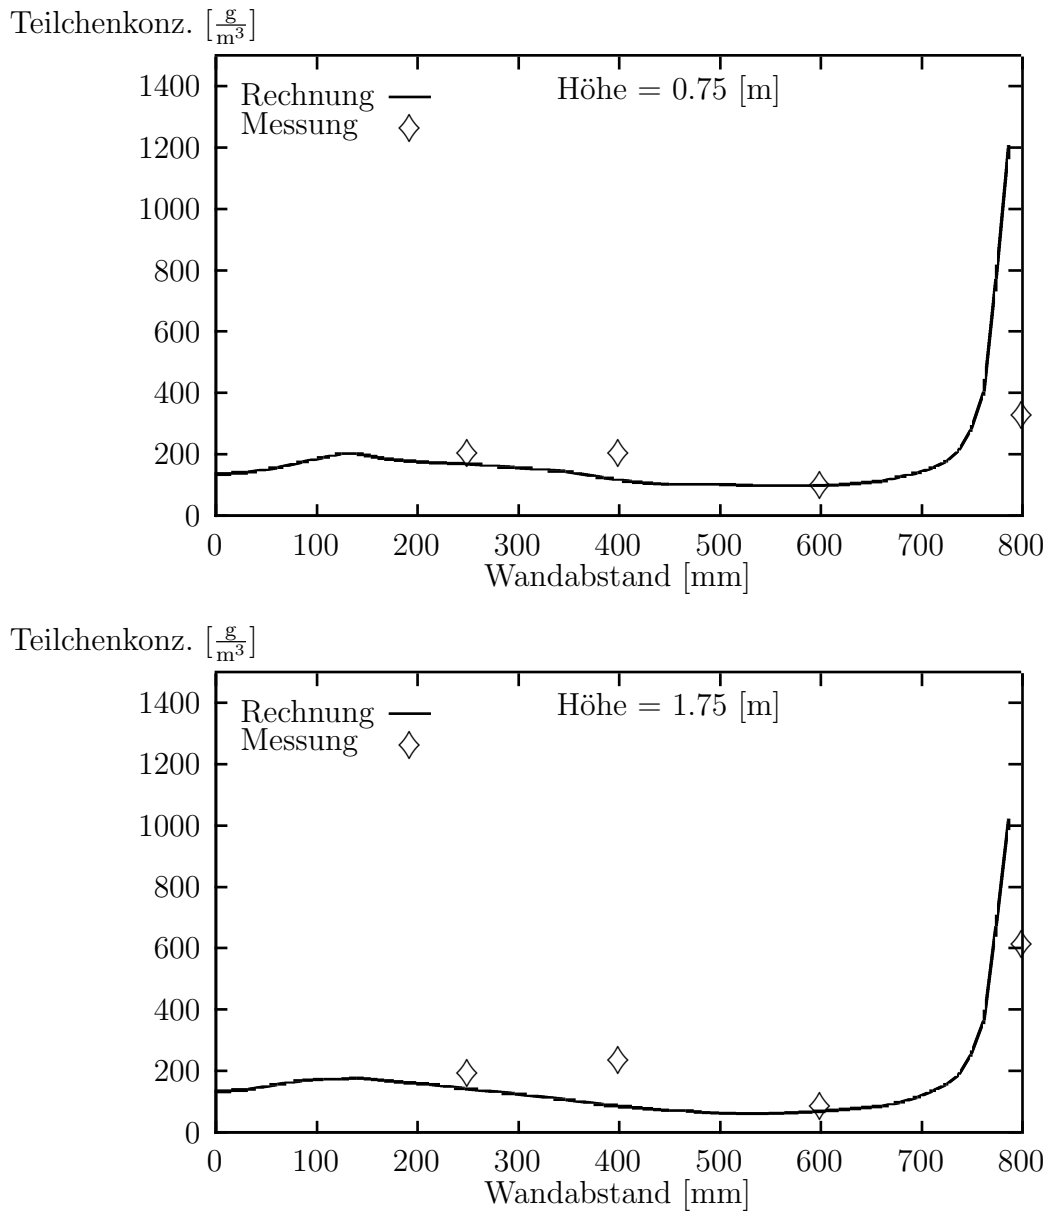 Teilchenkonz. [g/m³]
1400
Rechnung
Höhe = 0.75 [m]
Messung
1200
1000
800
600
400
200
0
0 100 200 300 400 500 600 700 800
Wandabstand [mm]
Teilchenkonz. [g/m³]
1400
Rechnung
Höhe = 1.75 [m]
Messung
1200
1000
800
600
400
200
0
0 100 200 300 400 500 600 700 800
Wandabstand [mm]